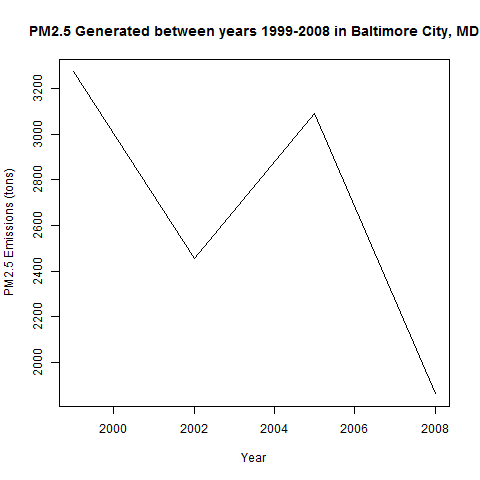 PM2.5 Generated between years 1999-2008 in Baltimore City, MD
PM2.5 Emissions (tons)
3200
3000
2800
2600
2400
2200
2000
2000 2002 2004 2006 2008
Year